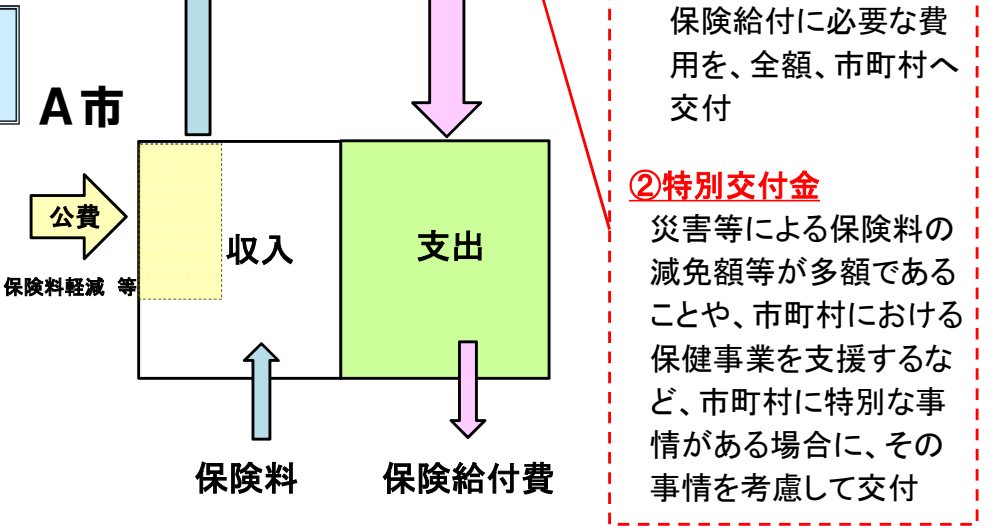 A市
公費
保険料軽減 等
収入
支出
保険料
保険給付費
保険給付に必要な費
用を、全額、市町村へ
交付
②特別交付金
災害等による保険料の
減免額等が多額である
ことや、市町村における
保健事業を支援するな
ど、市町村に特別な事
情がある場合に、その
事情を考慮して交付